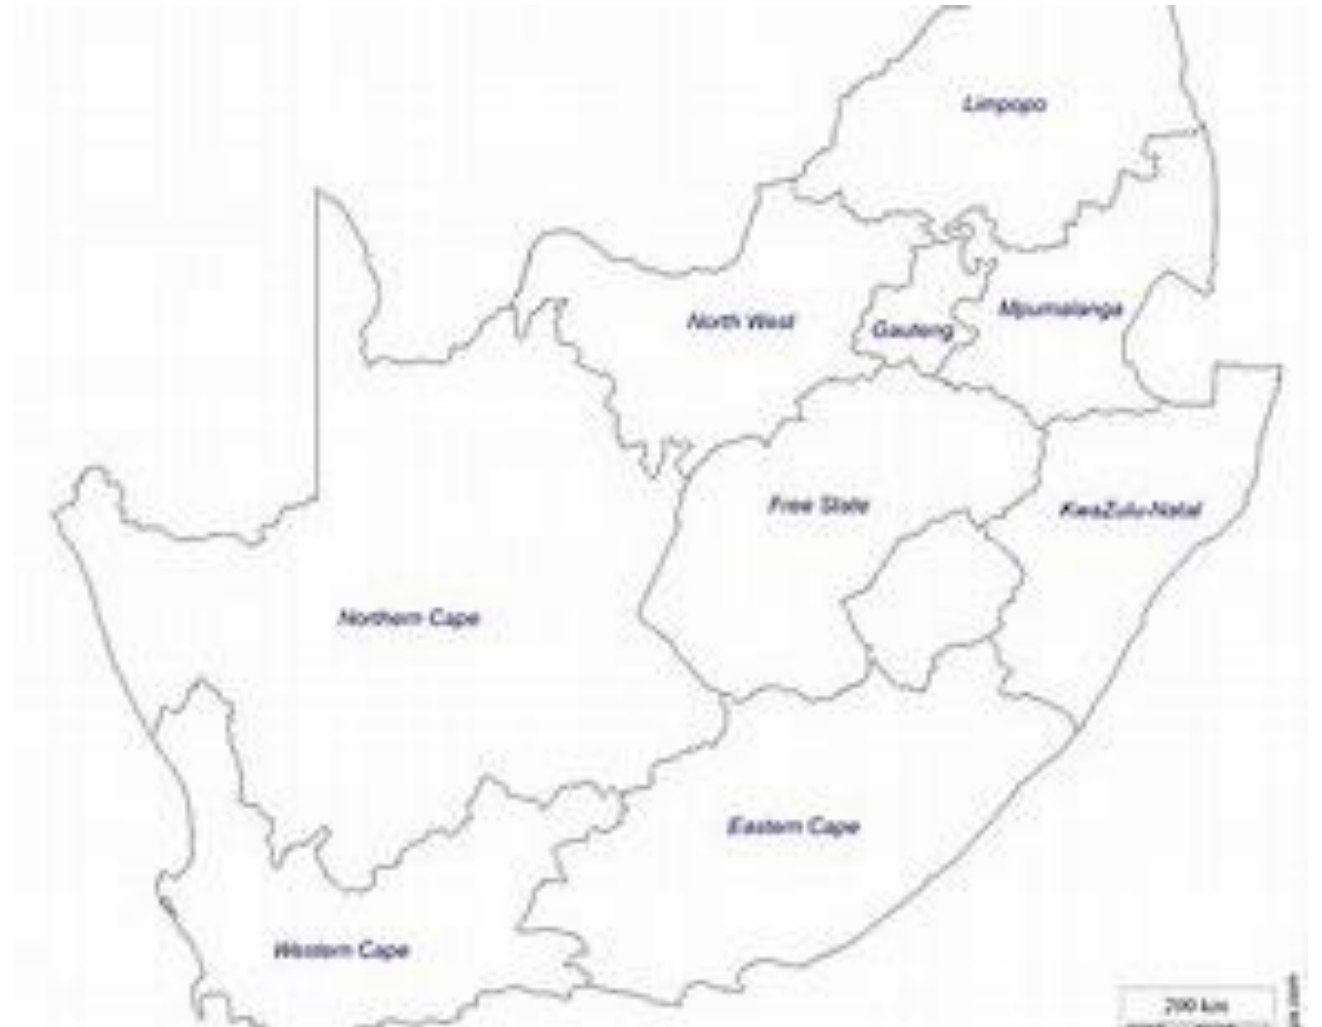 Limpopo
North West
Gauteng
Mpumalanga
Free State
KwaZulu-Natal
Northern Cape
Eastern Cape
Western Cape
200 km